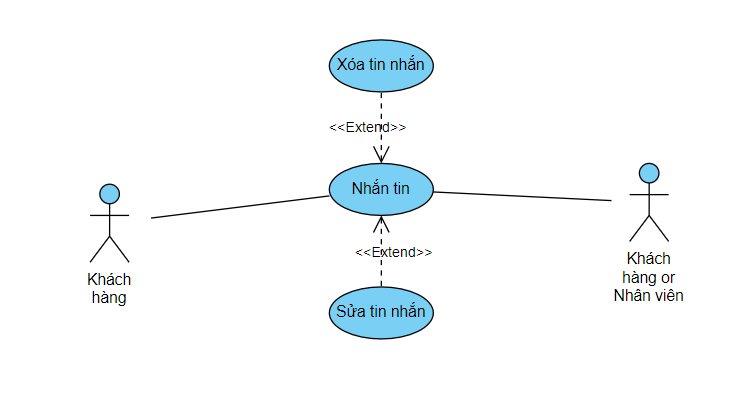 Xóa tin nhắn
<<Extend>>
Nhắn tin
<<Extend>>
Sửa tin nhắn
Khách
hàng
Khách
hàng or
Nhân viên